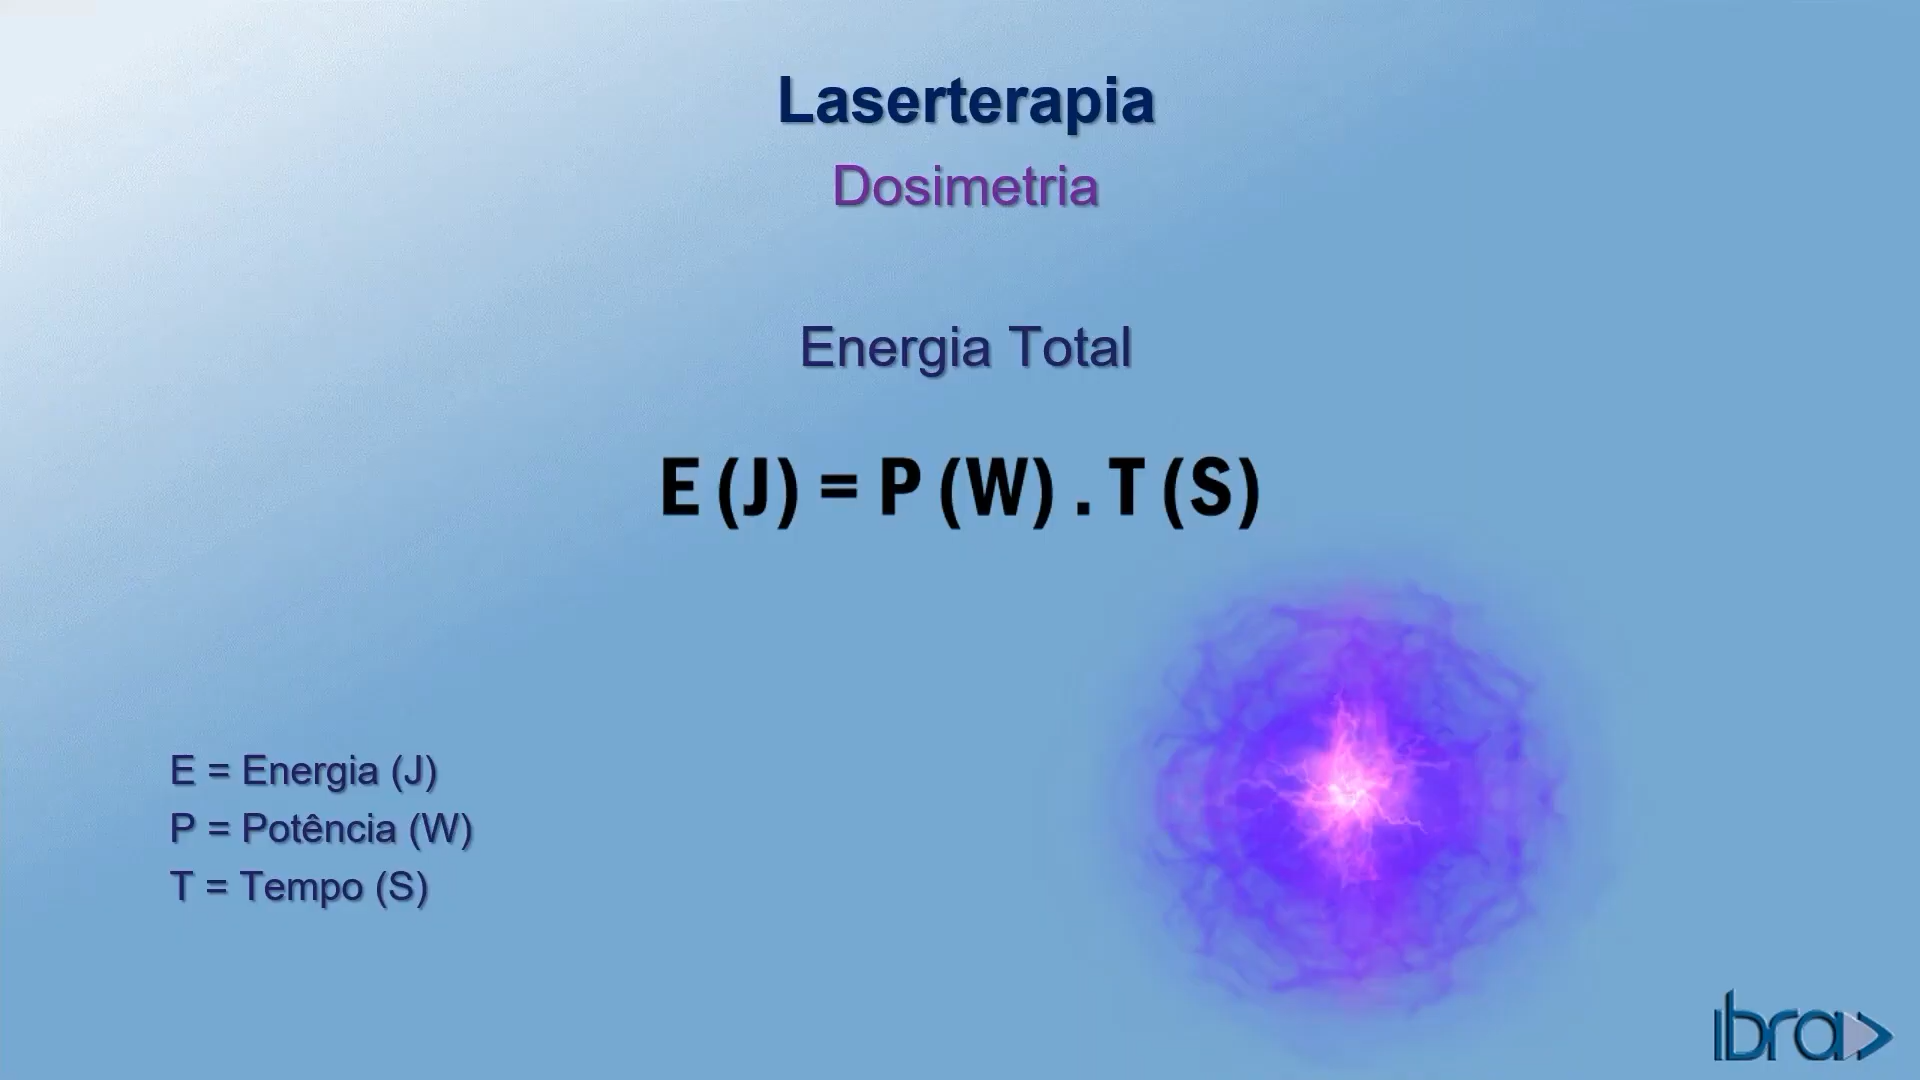 Laserterapia
Dosimetria
Energia Total
E (J) = P (W) . T (S)
E = Energia (J)
P = Potência (W)
T = Tempo (S)
ibra